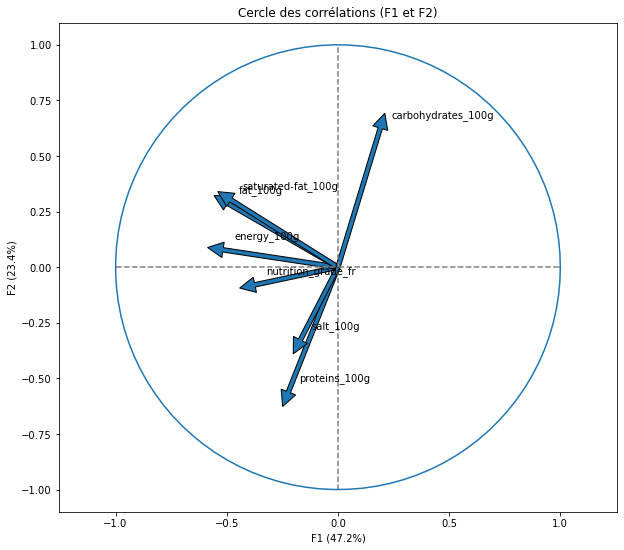 Cercle des corrélations (F1 et F2)
1.00
0.75
carbohydrates_100g
0.50
saturated-fat_100g
fat_100g
0.25
energy_100g
0.00
nutrition_grade_fr
F2 (23.4%)
−0.25
salt_100g
−0.50
proteins_100g
−0.75
−1.00
−1.0 −0.5 0.0 0.5 1.0
F1 (47.2%)